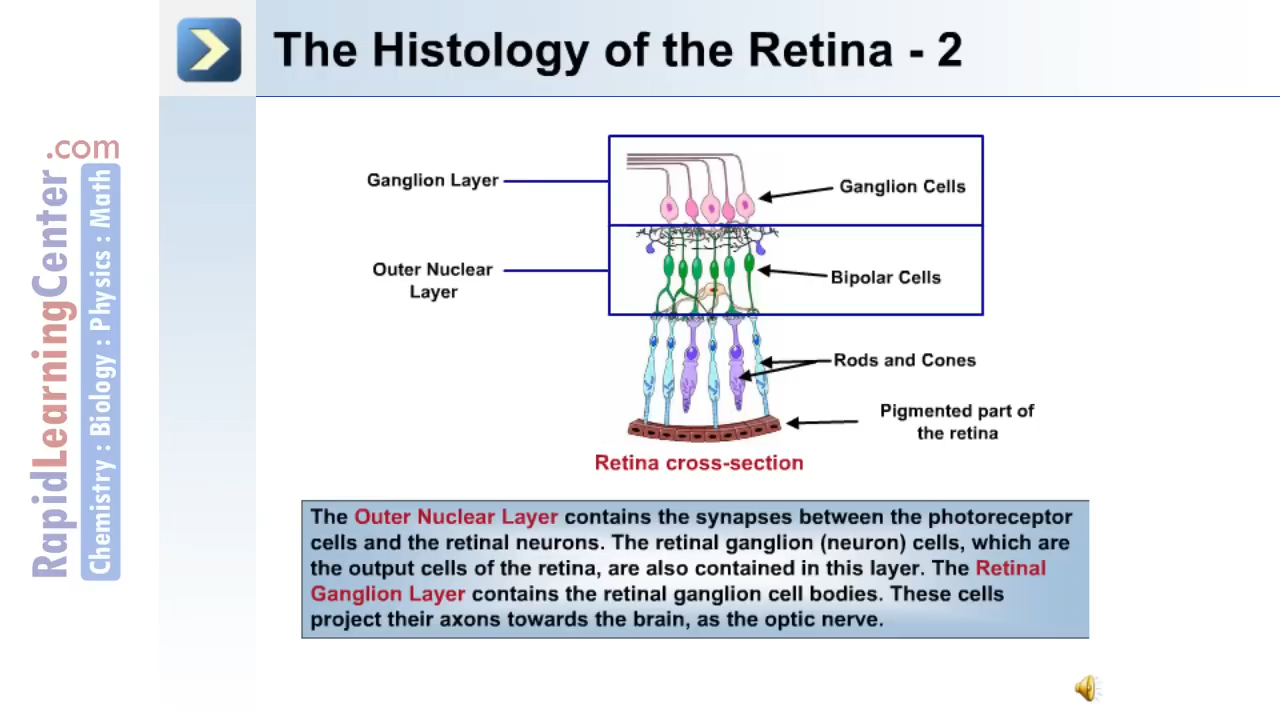 The Histology of the Retina - 2
RapidLearningCenter.com
Chemistry : Biology : Physics : Math
Ganglion Layer
Ganglion Cells
Outer Nuclear
Layer
Bipolar Cells
Rods and Cones
Pigmented part of
the retina
Retina cross-section
The Outer Nuclear Layer contains the synapses between the photoreceptor
cells and the retinal neurons. The retinal ganglion (neuron) cells, which are
the output cells of the retina, are also contained in this layer. The Retinal
Ganglion Layer contains the retinal ganglion cell bodies. These cells
project their axons towards the brain, as the optic nerve.